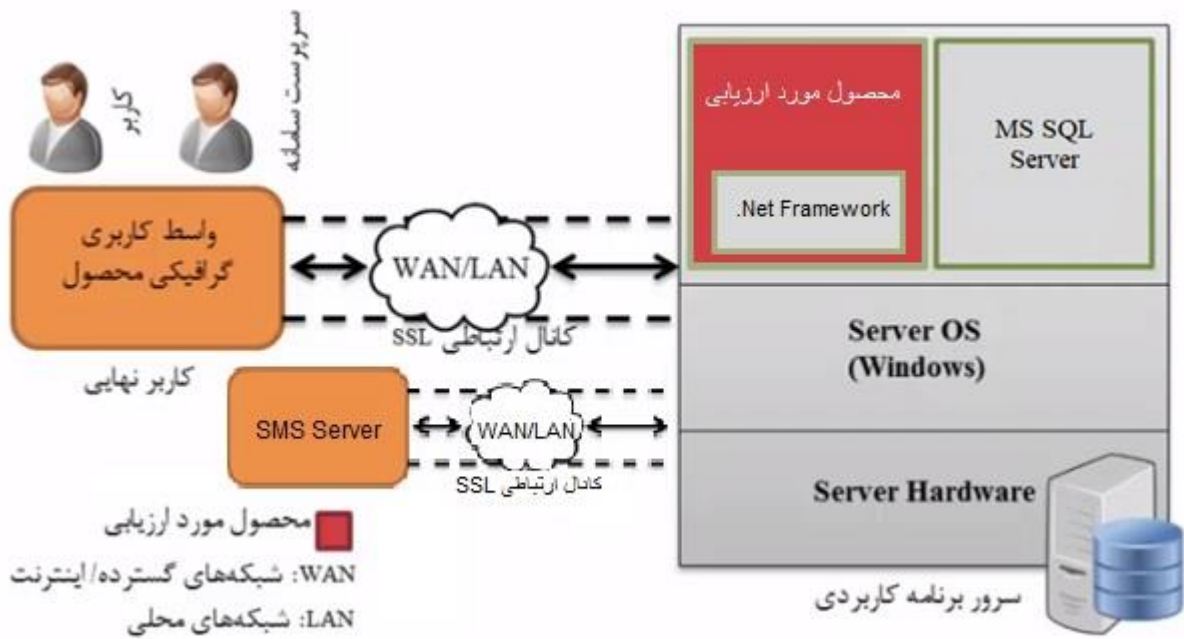 کاربر
سرپرست سامانه
واسط کاربری
گرافیکی محصول
کاربر نهایی
WAN/LAN
کانال ارتباطی SSL
SMS Server
WAN/LAN
کانال ارتباطی SSL
محصول مورد ارزیابی
.Net Framework
MS SQL
Server
Server OS
(Windows)
Server Hardware
سرور برنامه کاربردی
محصول مورد ارزیابی
WAN: شبکه‌های گسترده/اینترنت
LAN: شبکه‌های محلی